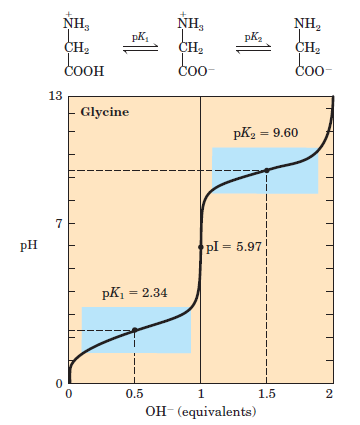 +NH₃ +NH₃ NH₂
CH₂ pK₁ CH₂ pK₂ CH₂
COOH COO⁻ COO⁻
13
Glycine
pK₂ = 9.60
7
pH
pI = 5.97
pK₁ = 2.34
0
0 0.5 1 1.5 2
OH⁻ (equivalents)